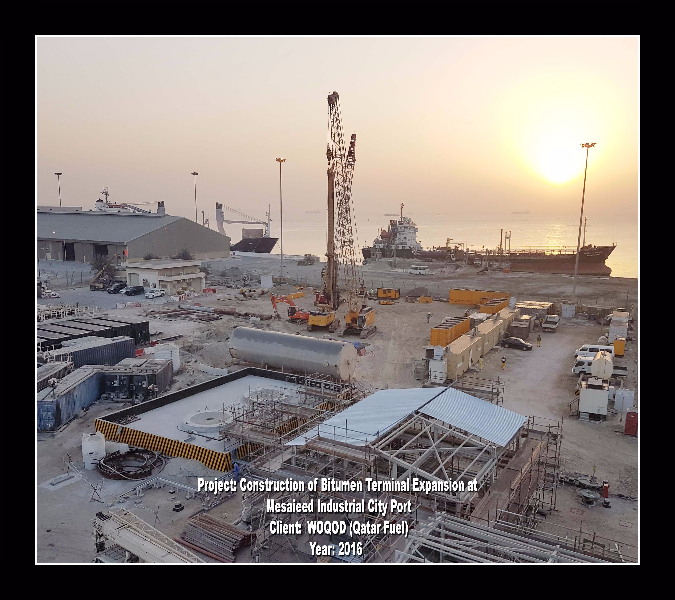 Project: Construction of Bitumen Terminal Expansion at
Mesaieed Industrial City Port
Client: WOQOD (Qatar Fuel)
Year: 2016